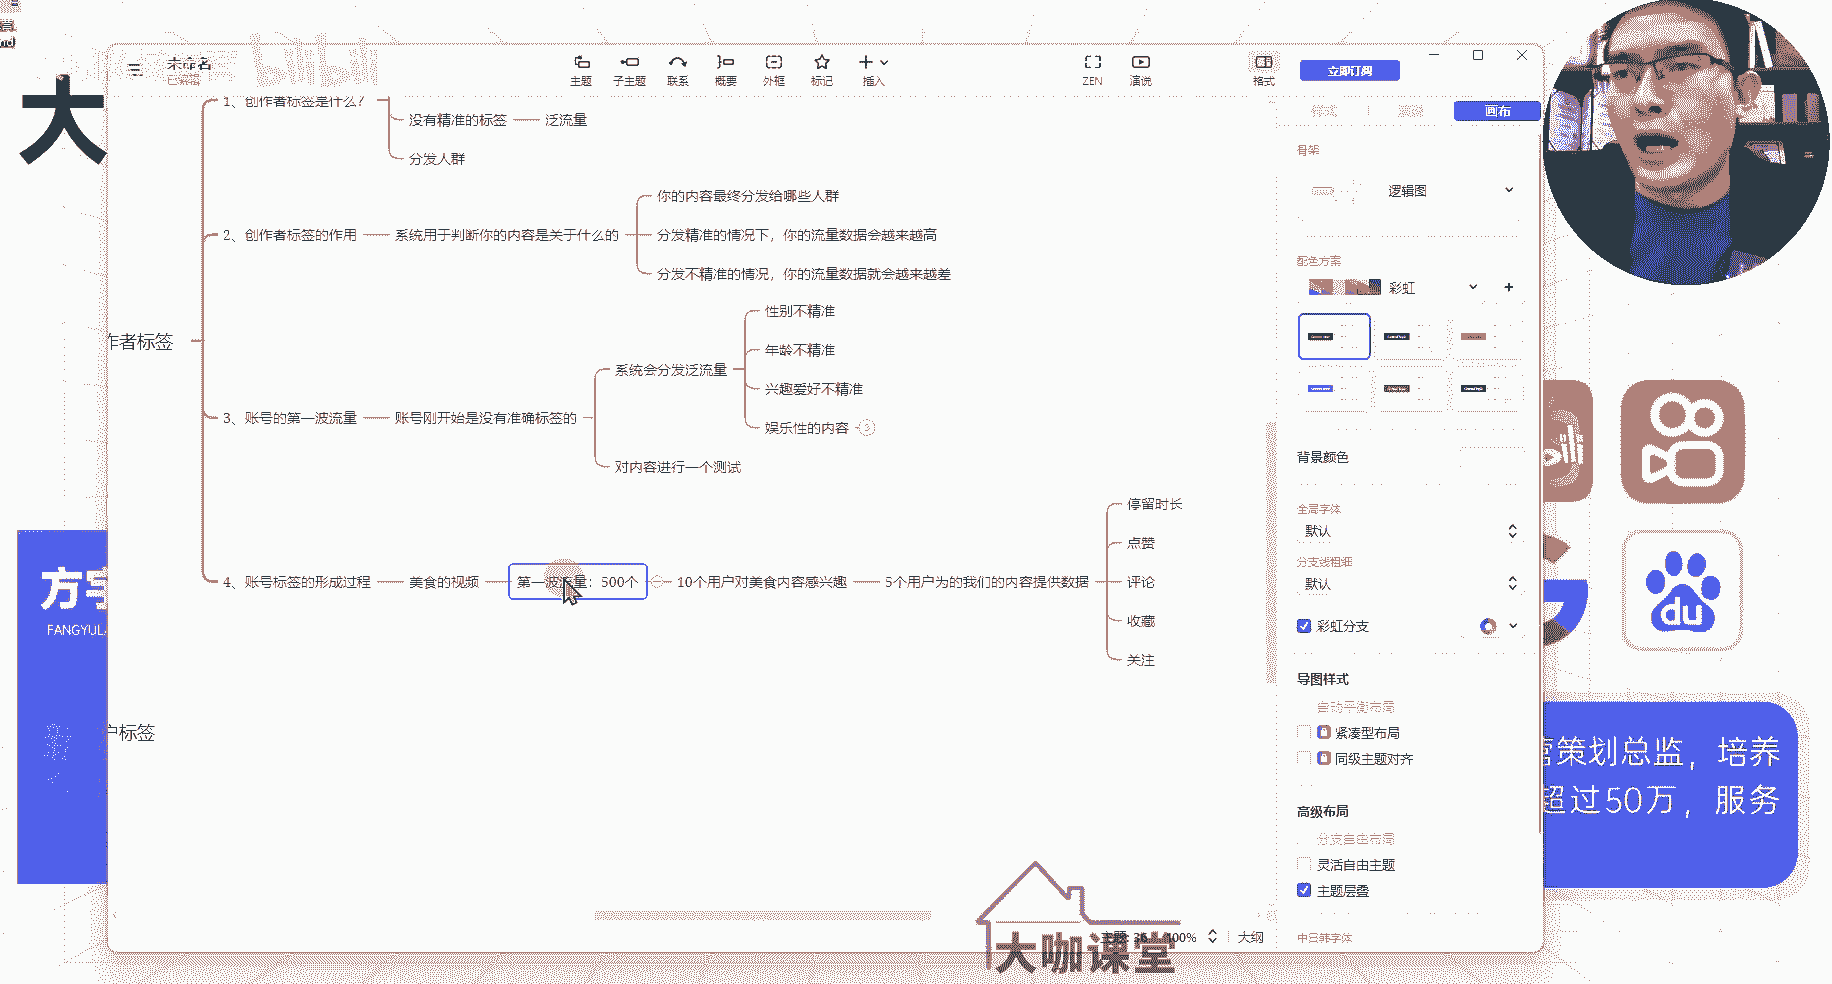 大
bilibili
未命名
已编辑
主题
子主题
联系
概要
外框
标记
插入
ZEN
演说
格式
立即订阅
画布
1、创作者标签是什么？
没有精准的标签
泛流量
分发人群
2、创作者标签的作用
系统用于判断你的内容是关于什么的
你的内容最终分发给哪些人群
分发精准的情况下，你的流量数据会越来越高
分发不精准的情况，你的流量数据就会越来越差
作者标签
3、账号的第一波流量
账号刚开始是没有准确标签的
系统会分发泛流量
性别不精准
年龄不精准
兴趣爱好不精准
娱乐性的内容
3
对内容进行一个测试
4、账号标签的形成过程
美食的视频
第一波流量：500个
10个用户对美食内容感兴趣
5个用户为的我们的内容提供数据
停留时长
点赞
评论
收藏
关注
户标签
骨架
逻辑图
配色方案
彩虹
背景颜色
全局字体
默认
分支线粗细
默认
彩虹分支
导图样式
自动平衡布局
紧凑型布局
同级主题对齐
高级布局
分支自由布局
灵活自由主题
主题层叠
中日韩字体
主题: 36
100%
大纲
大咖课堂
方宇
FANGYUL
du
营策划总监，培养
超过50万，服务